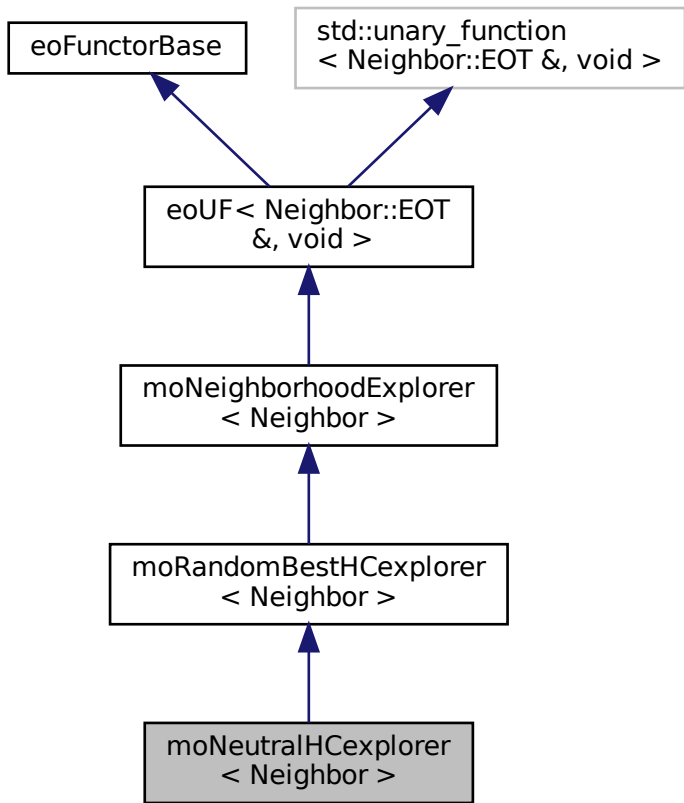 eoFunctorBase
std::unary_function
< Neighbor::EOT &, void >
eoUF< Neighbor::EOT
&, void >
moNeighborhoodExplorer
< Neighbor >
moRandomBestHCexplorer
< Neighbor >
moNeutralHCexplorer
< Neighbor >